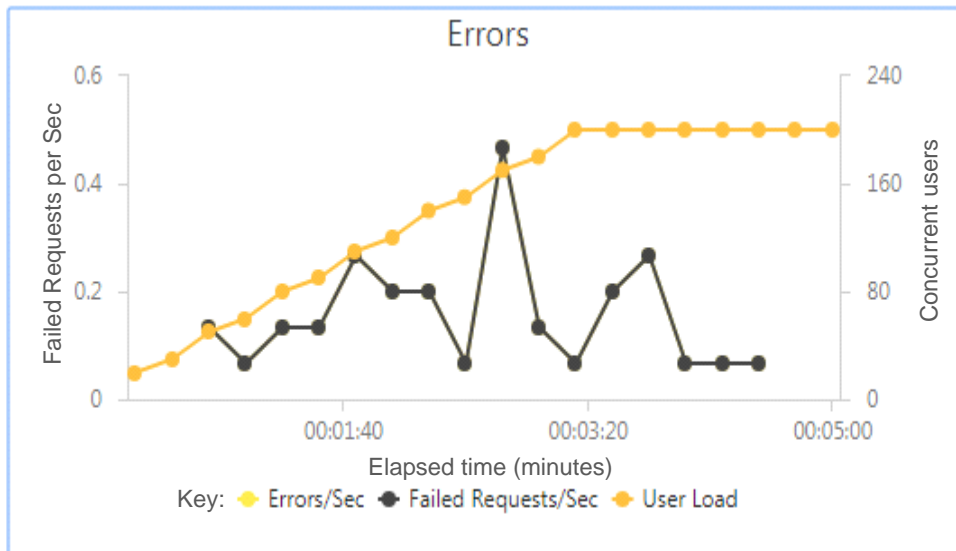 Errors
Failed Requests per Sec
0.6
0.4
0.2
0
240
160
80
0
Concurrent users
00:01:40
00:03:20
00:05:00
Elapsed time (minutes)
Key: Errors/Sec Failed Requests/Sec User Load